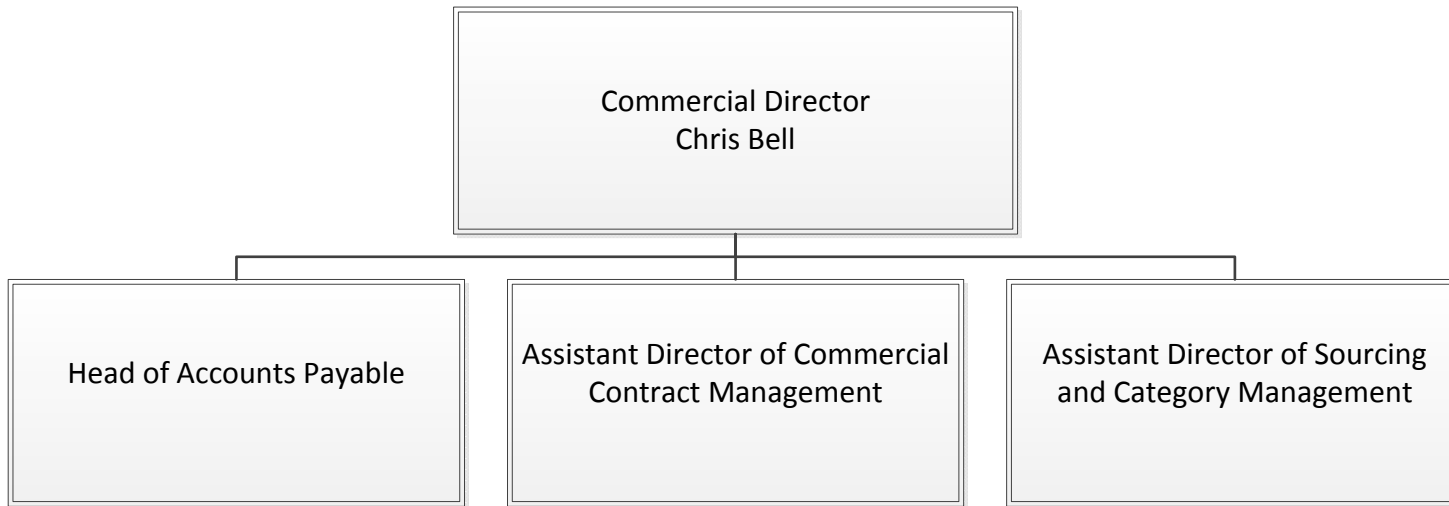 Commercial Director
Chris Bell
Head of Accounts Payable
Assistant Director of Commercial
Contract Management
Assistant Director of Sourcing
and Category Management